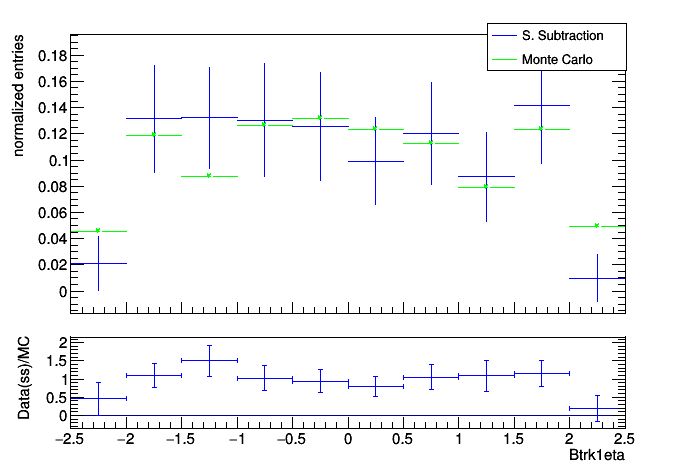 S. Subtraction
Monte Carlo
normalized entries
0.18
0.16
0.14
0.12
0.1
0.08
0.06
0.04
0.02
0
Data(ss)/MC
2
1.5
1
0.5
0
−2.5 −2 −1.5 −1 −0.5 0 0.5 1 1.5 2 2.5
Btrk1eta